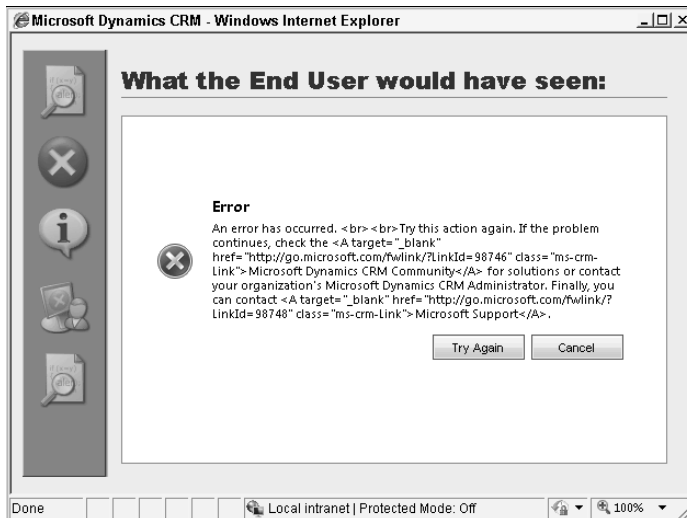 Microsoft Dynamics CRM - Windows Internet Explorer
What the End User would have seen:
Error
An error has occurred. <br><br>Try this action again. If the problem
continues, check the <A target="_blank"
href="http://go.microsoft.com/fwlink/?LinkId=98746" class="ms-crm-
Link">Microsoft Dynamics CRM Community</A> for solutions or contact
your organization's Microsoft Dynamics CRM Administrator. Finally, you
can contact <A target="_blank" href="http://go.microsoft.com/fwlink/?
LinkId=98748" class="ms-crm-Link">Microsoft Support</A>.
Try Again Cancel
Done Local intranet | Protected Mode: Off 100%